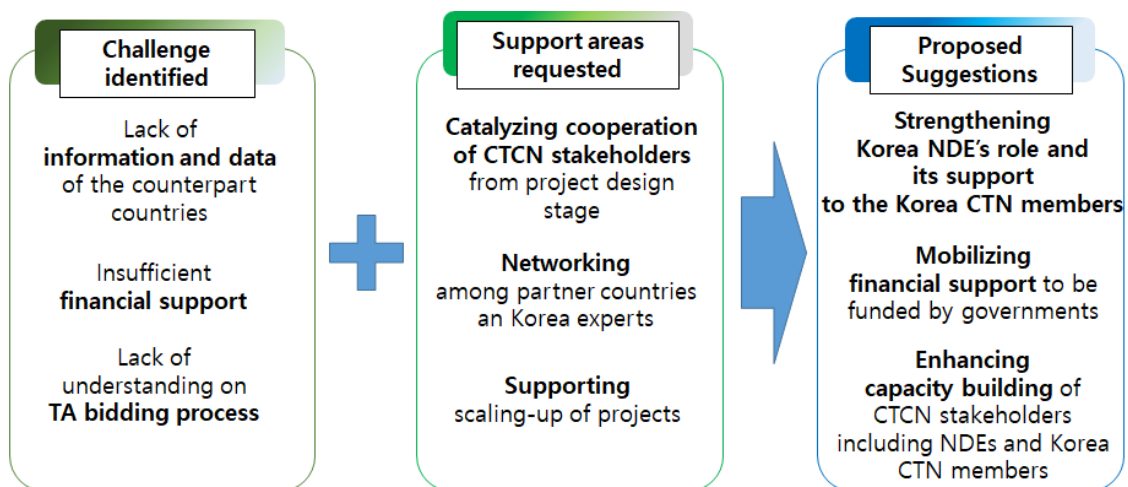 Challenge
identified
Lack of
information and data
of the counterpart
countries
Insufficient
financial support
Lack of
understanding on
TA bidding process
Support areas
requested
Catalyzing cooperation
of CTCN stakeholders
from project design
stage
Networking
among partner countries
an Korea experts
Supporting
scaling-up of projects
Proposed
Suggestions
Strengthening
Korea NDE’s role and
its support
to the Korea CTN members
Mobilizing
financial support to be
funded by governments
Enhancing
capacity building of
CTCN stakeholders
including NDEs and Korea
CTN members